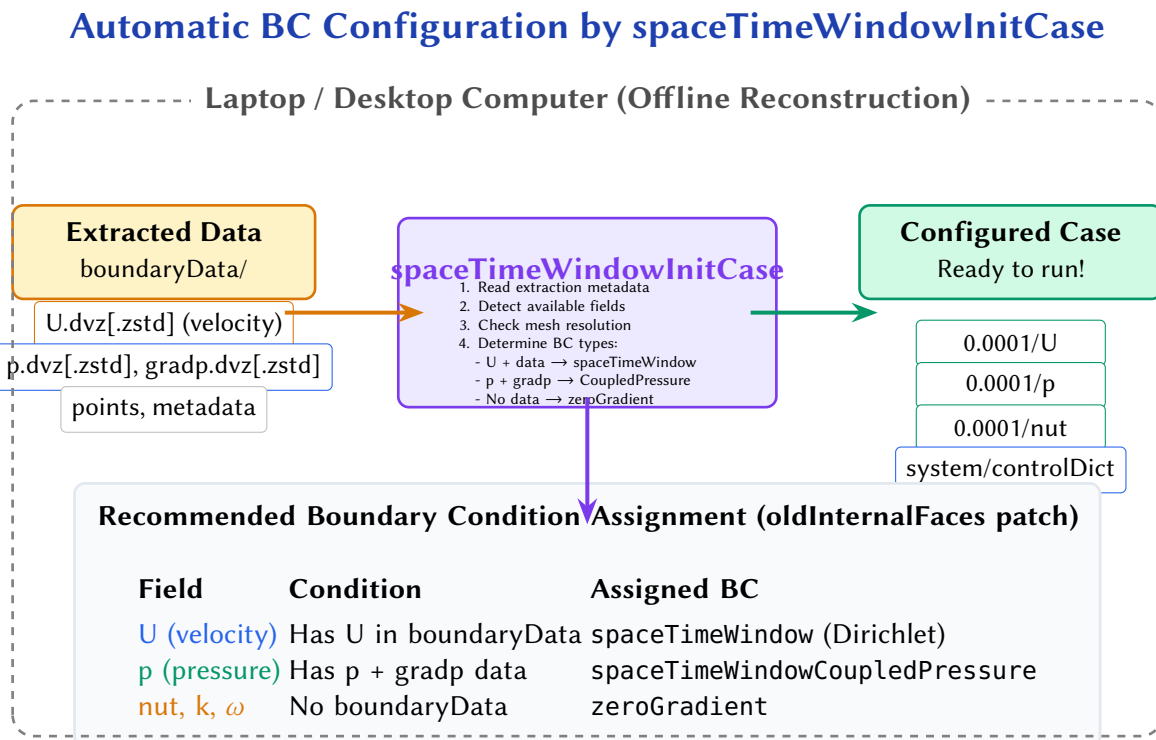 Automatic BC Configuration by spaceTimeWindowInitCase
Laptop / Desktop Computer (Offline Reconstruction)
Extracted Data
boundaryData/
U.dvz[.zstd] (velocity)
p.dvz[.zstd], gradp.dvz[.zstd]
points, metadata
spaceTimeWindowInitCase
1. Read extraction metadata
2. Detect available fields
3. Check mesh resolution
4. Determine BC types:
- U + data → spaceTimeWindow
- p + gradp → CoupledPressure
- No data → zeroGradient
Configured Case
Ready to run!
0.0001/U
0.0001/p
0.0001/nut
system/controlDict
Recommended Boundary Condition Assignment (oldInternalFaces patch)
Field Condition Assigned BC
U (velocity) Has U in boundaryData spaceTimeWindow (Dirichlet)
p (pressure) Has p + gradp data spaceTimeWindowCoupledPressure
nut, k, ω No boundaryData zeroGradient